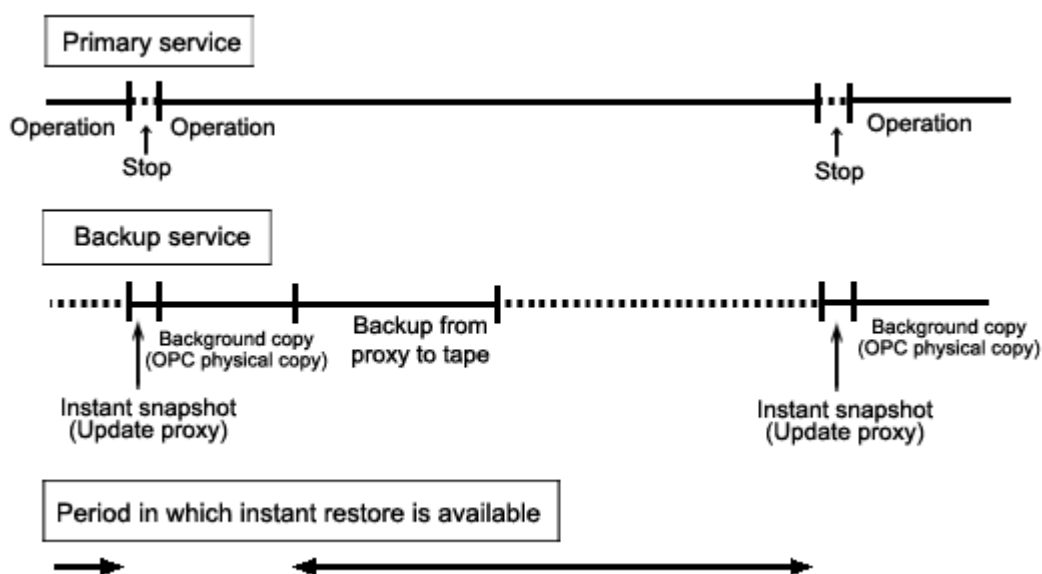 Primary service
Operation
Operation
Operation
Stop
Stop
Backup service
Background copy
(OPC physical copy)
Backup from
proxy to tape
Background copy
(OPC physical copy)
Instant snapshot
(Update proxy)
Instant snapshot
(Update proxy)
Period in which instant restore is available